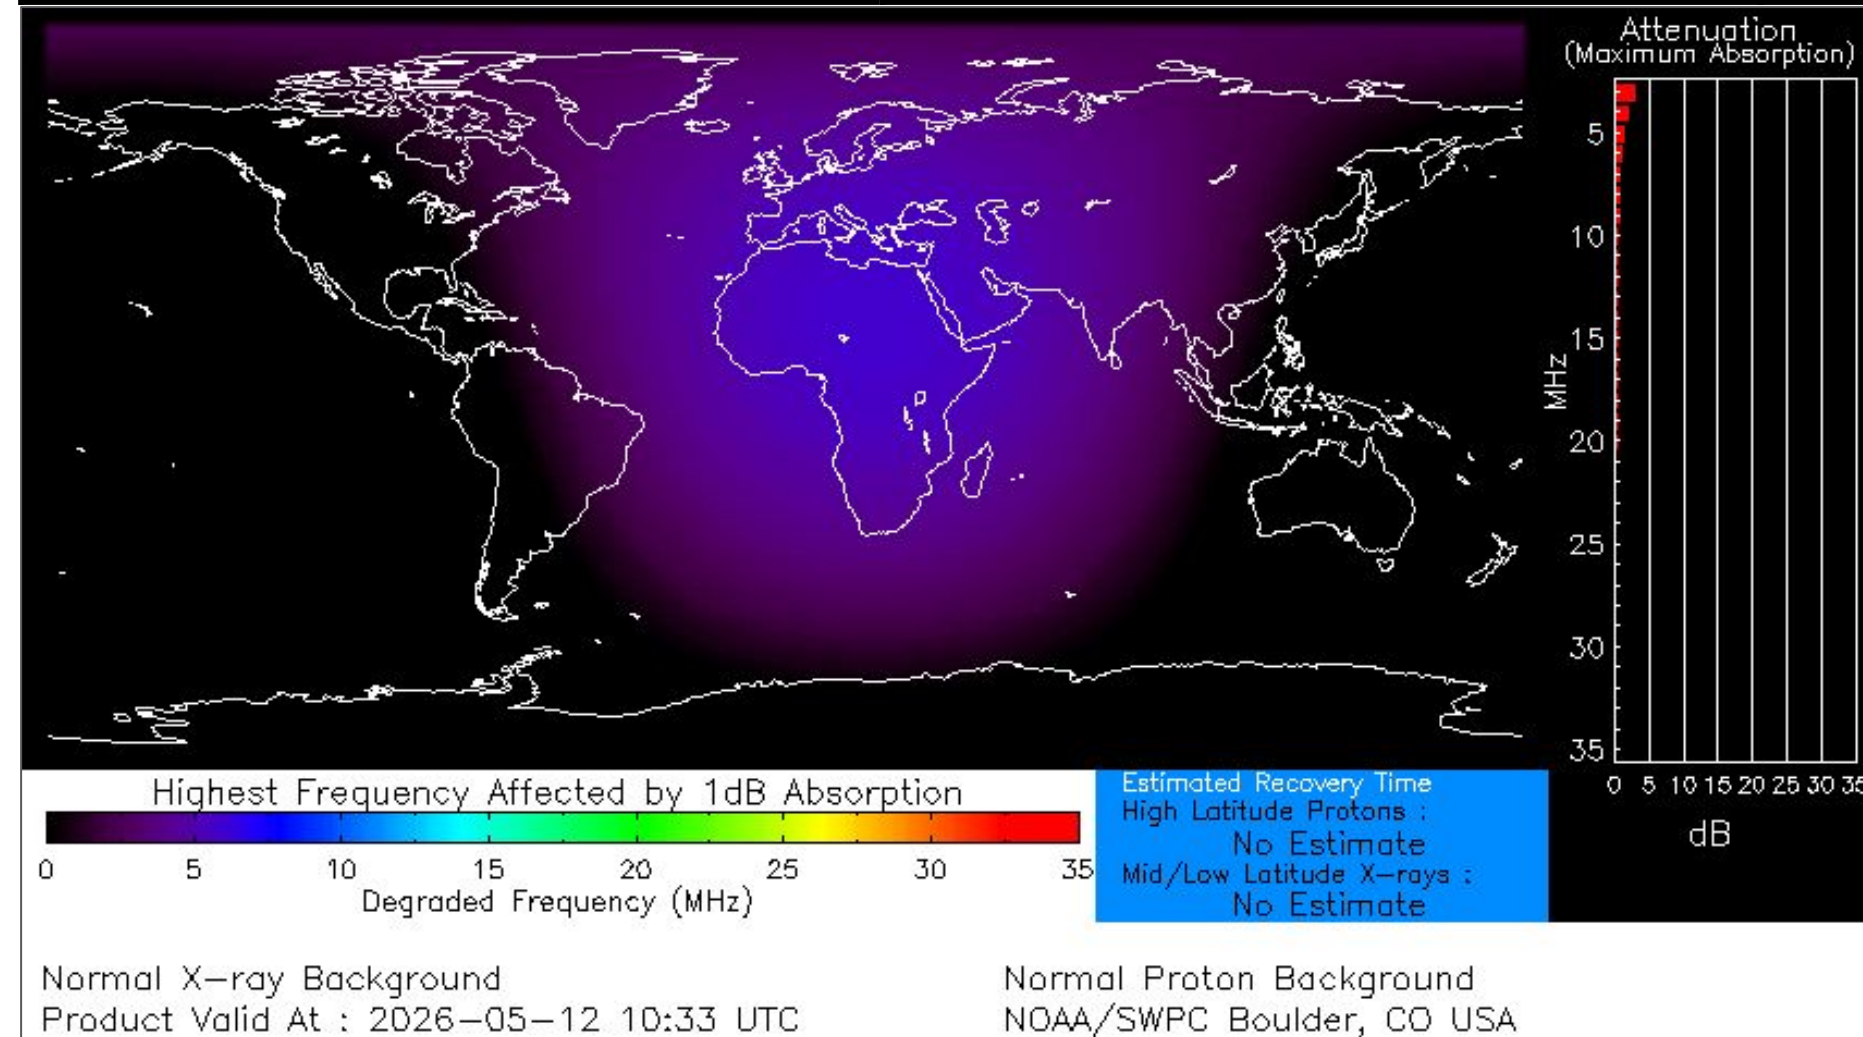 Attenuation
(Maximum Absorption)
5
10
15
20
25
30
35
MHz
0 5 10 15 20 25 30 35
dB
Highest Frequency Affected by 1dB Absorption
0 5 10 15 20 25 30 35
Degraded Frequency (MHz)
Estimated Recovery Time
High Latitude Protons :
No Estimate
Mid/Low Latitude X-rays :
No Estimate
Normal X-ray Background
Product Valid At : 2026-05-12 10:33 UTC
Normal Proton Background
NOAA/SWPC Boulder, CO USA